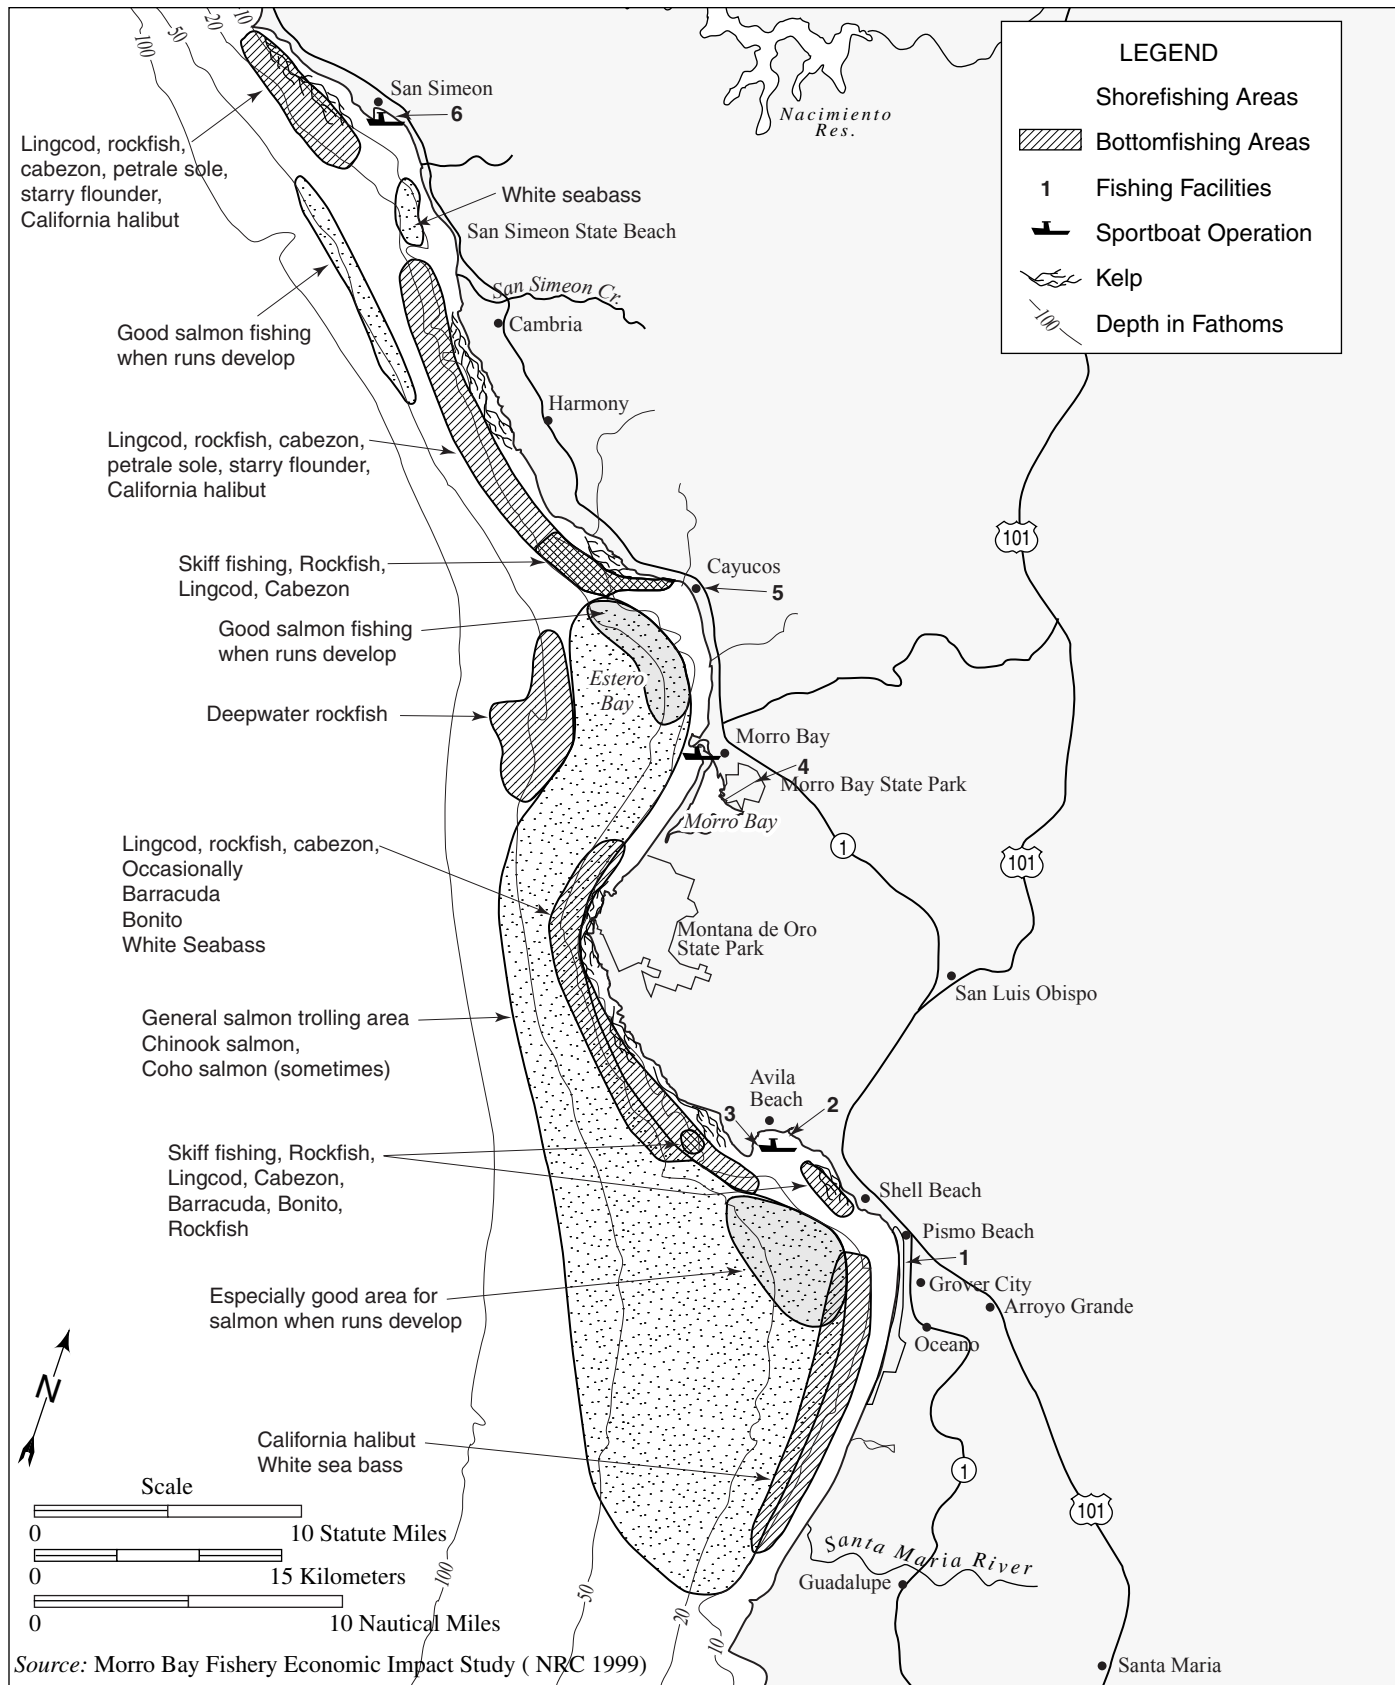 10
20
50
100
San Simeon
6
Lingcod, rockfish,
cabezon, petrale sole,
starry flounder,
California halibut
Nacimiento
Res.
LEGEND
Shorefishing Areas
Bottomfishing Areas
1 Fishing Facilities
Sportboat Operation
Kelp
100 Depth in Fathoms
White seabass
San Simeon State Beach
San Simeon Cr.
Cambria
Good salmon fishing
when runs develop
Harmony
Lingcod, rockfish, cabezon,
petrale sole, starry flounder,
California halibut
101
Skiff fishing, Rockfish,
Lingcod, Cabezon
Cayucos
5
Good salmon fishing
when runs develop
Estero
Bay
Deepwater rockfish
Morro Bay
4
Morro Bay State Park
Morro Bay
1
101
Lingcod, rockfish, cabezon,
Occasionally
Barracuda
Bonito
White Seabass
Montana de Oro
State Park
San Luis Obispo
General salmon trolling area
Chinook salmon,
Coho salmon (sometimes)
Avila
Beach
3
2
Skiff fishing, Rockfish,
Lingcod, Cabezon,
Barracuda, Bonito,
Rockfish
Shell Beach
Pismo Beach
1
Grover City
Arroyo Grande
Oceano
Especially good area for
salmon when runs develop
N
California halibut
White sea bass
1
101
Scale
0 10 Statute Miles
0 15 Kilometers
0 10 Nautical Miles
Santa Maria River
Guadalupe
100
50
20
10
Santa Maria
Source: Morro Bay Fishery Economic Impact Study ( NRC 1999)